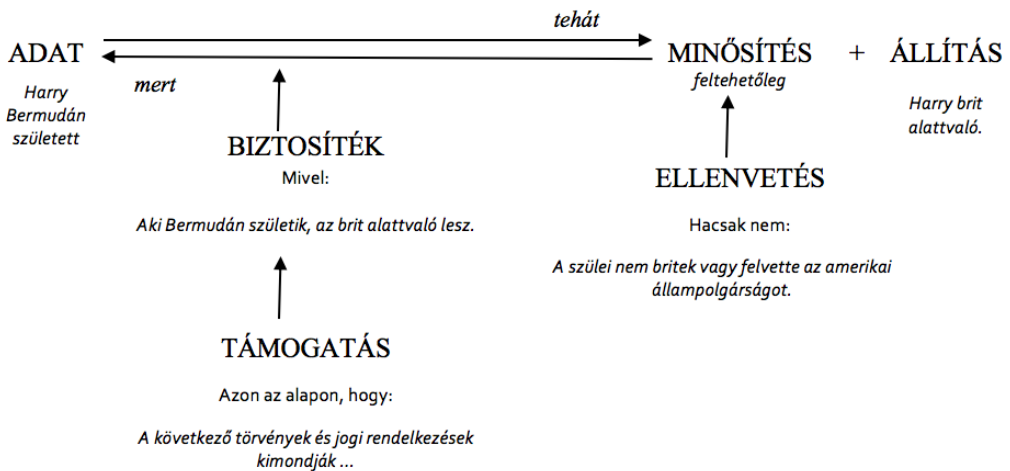 tehát
ADAT
MINŐSÍTÉS + ÁLLÍTÁS
mert
feltehetőleg
Harry
Bermudán
született
Harry brit
alattvaló.
BIZTOSÍTÉK
Mivel:
Aki Bermudán születik, az brit alattvaló lesz.
ELLENVETÉS
Hacsak nem:
A szülei nem britek vagy felvette az amerikai
állampolgárságot.
TÁMOGATÁS
Azon az alapon, hogy:
A következő törvények és jogi rendelkezések
kimondják ...